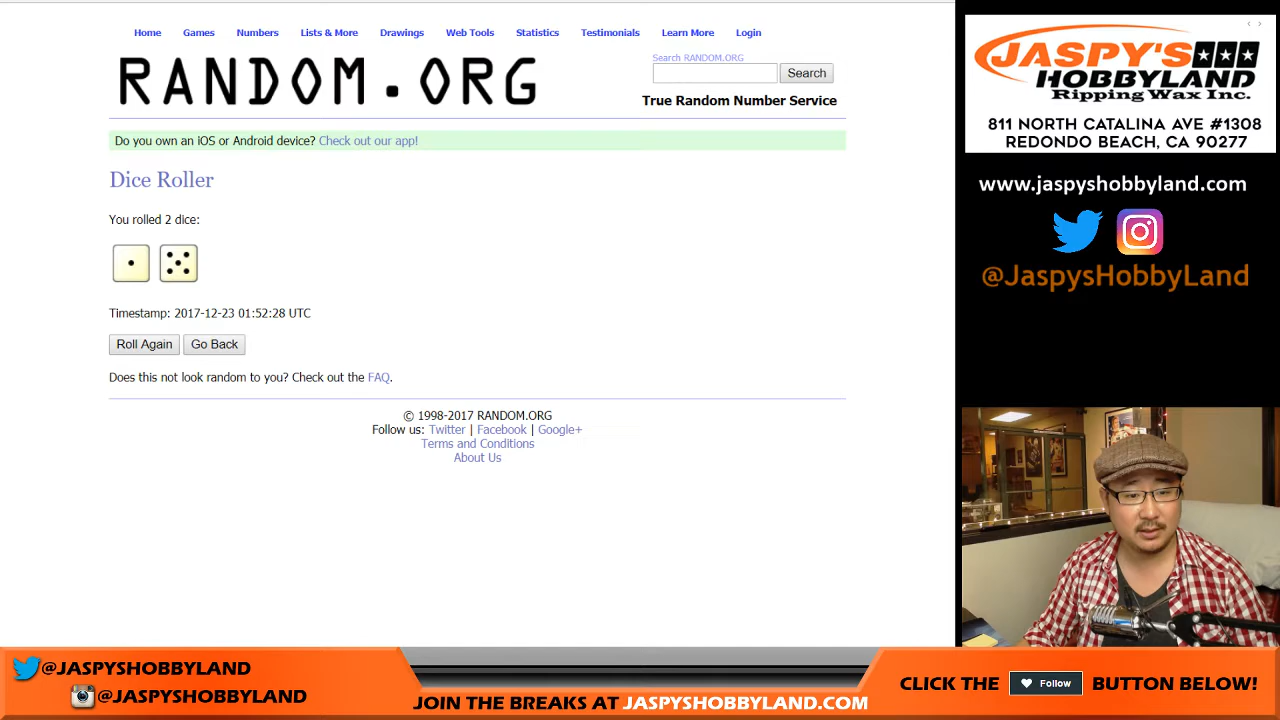 Home Games Numbers Lists & More Drawings Web Tools Statistics Testimonials Learn More Login
RANDOM.ORG
Search RANDOM.ORG
Search
True Random Number Service
Do you own an iOS or Android device? Check out our app!
Dice Roller
You rolled 2 dice:
Timestamp: 2017-12-23 01:52:28 UTC
Roll Again Go Back
Does this not look random to you? Check out the FAQ.
© 1998-2017 RANDOM.ORG
Follow us: Twitter | Facebook | Google+
Terms and Conditions
About Us
JASPY'S
HOBBYLAND
Ripping Wax Inc.
811 NORTH CATALINA AVE #1308
REDONDO BEACH, CA 90277
www.jaspyshobbyland.com
@JaspysHobbyLand
@JASPYSHOBBYLAND
@JASPYSHOBBYLAND
JOIN THE BREAKS AT JASPYSHOBBYLAND.COM
CLICK THE Follow BUTTON BELOW!